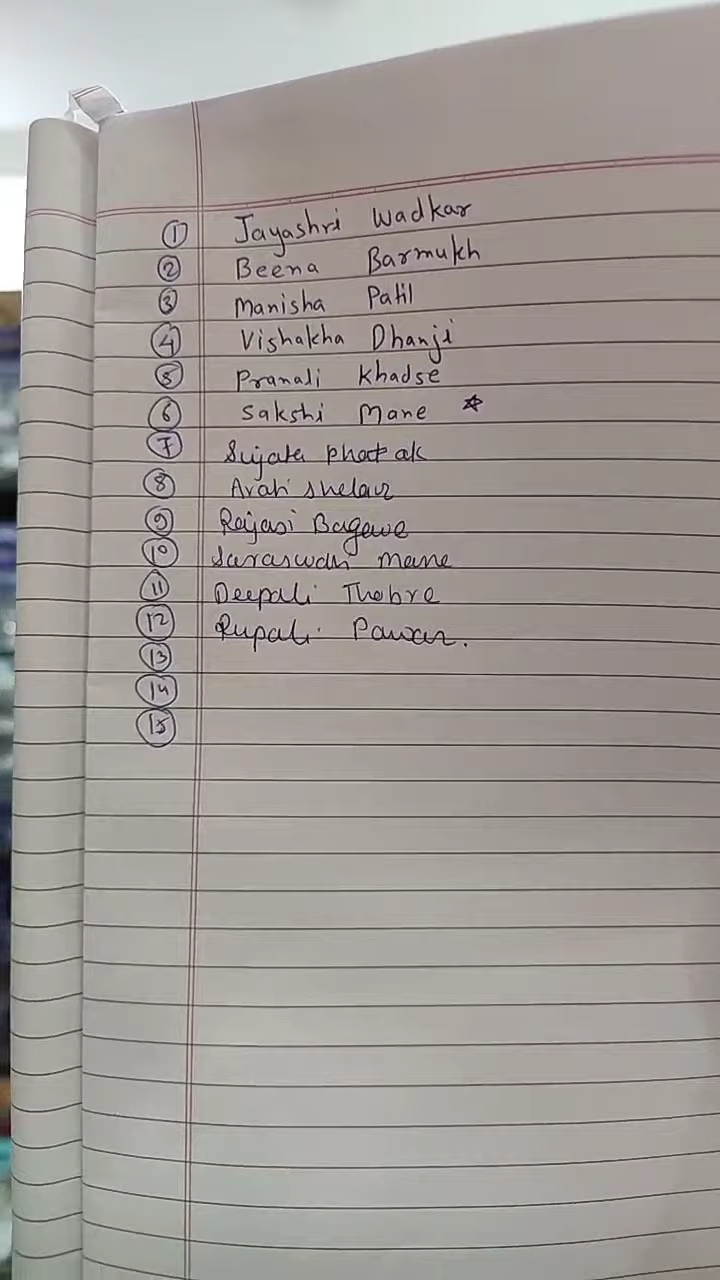 ① Jayashri Wadkar
② Beena Barmukh
③ Manisha Patil
④ Vishakha Dhanji
⑤ Pranali Khadse
⑥ Sakshi Mane ☆
⑦ Sujata Phatak
⑧ Arati Shelar
⑨ Rajasi Bagawe
⑩ Saraswati Mane
⑪ Deepali Thobre
⑫ Rupali Pawar.
⑬
⑭
⑮